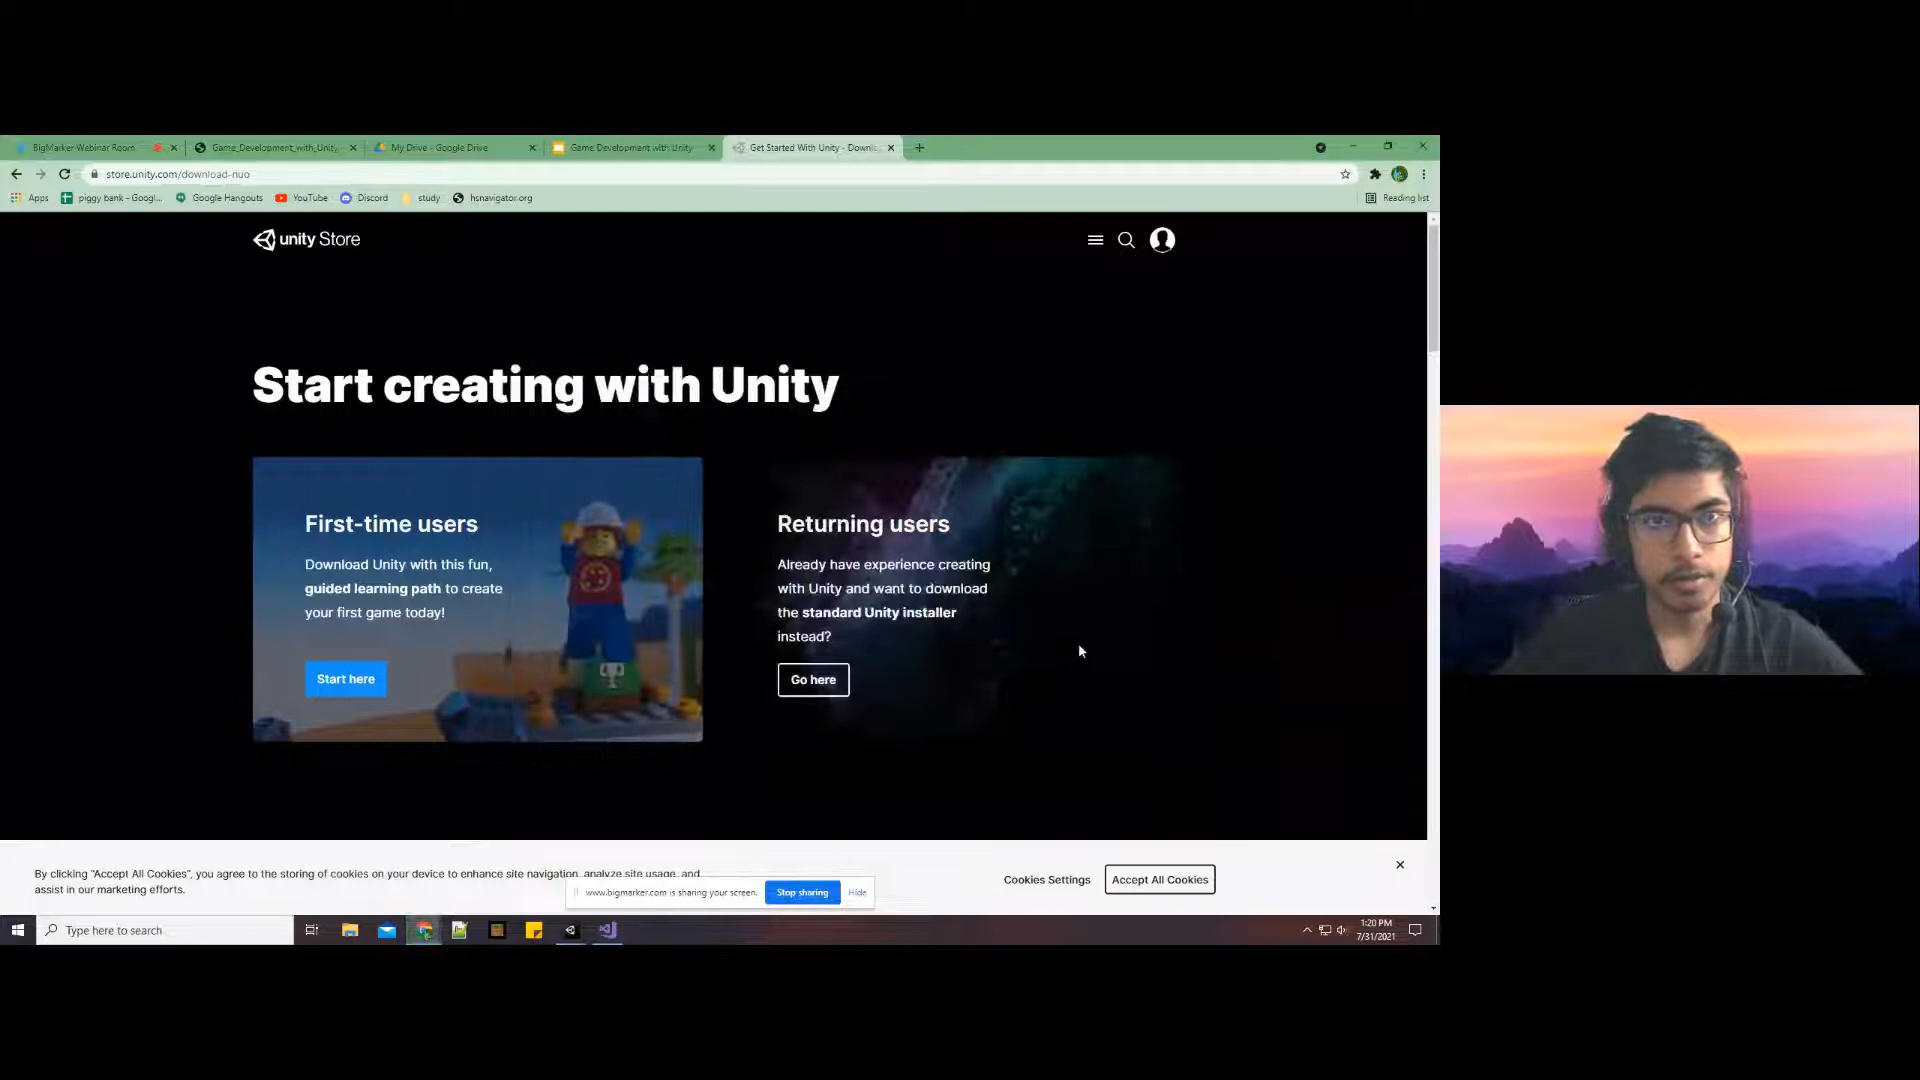 BigMarker Webinar Room
Game_Development_with_Unity
My Drive - Google Drive
Game Development with Unity
Get Started With Unity - Downlo
store.unity.com/download-nuo
Apps
piggy bank - Googl...
Google Hangouts
YouTube
Discord
study
hsnavigator.org
Reading list
unity Store
Start creating with Unity
First-time users
Download Unity with this fun,
guided learning path to create
your first game today!
Start here
Returning users
Already have experience creating
with Unity and want to download
the standard Unity installer
instead?
Go here
By clicking "Accept All Cookies", you agree to the storing of cookies on your device to enhance site navigation, analyze site usage, and
assist in our marketing efforts.
Cookies Settings
Accept All Cookies
www.bigmarker.com is sharing your screen.
Stop sharing
Hide
Type here to search
1:20 PM
7/31/2021